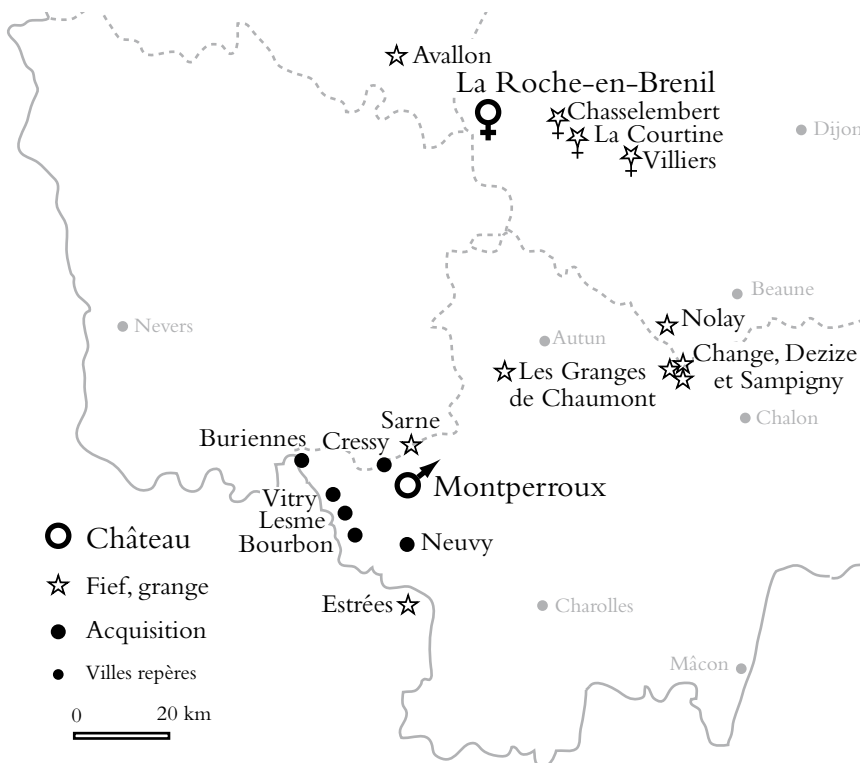 Avallon
La Roche-en-Brenil
Chasselembert
La Courtine
Villiers
Dijon
Beaune
Nevers
Nolay
Autun
Change, Dezize
et Sampigny
Les Granges
de Chaumont
Chalon
Sarne
Buriennes
Cressy
Montperroux
Vitry
Lesme
Bourbon
Neuvy
Château
Fief, grange
Estrées
Charolles
Acquisition
Mâcon
Villes repères
0 20 km